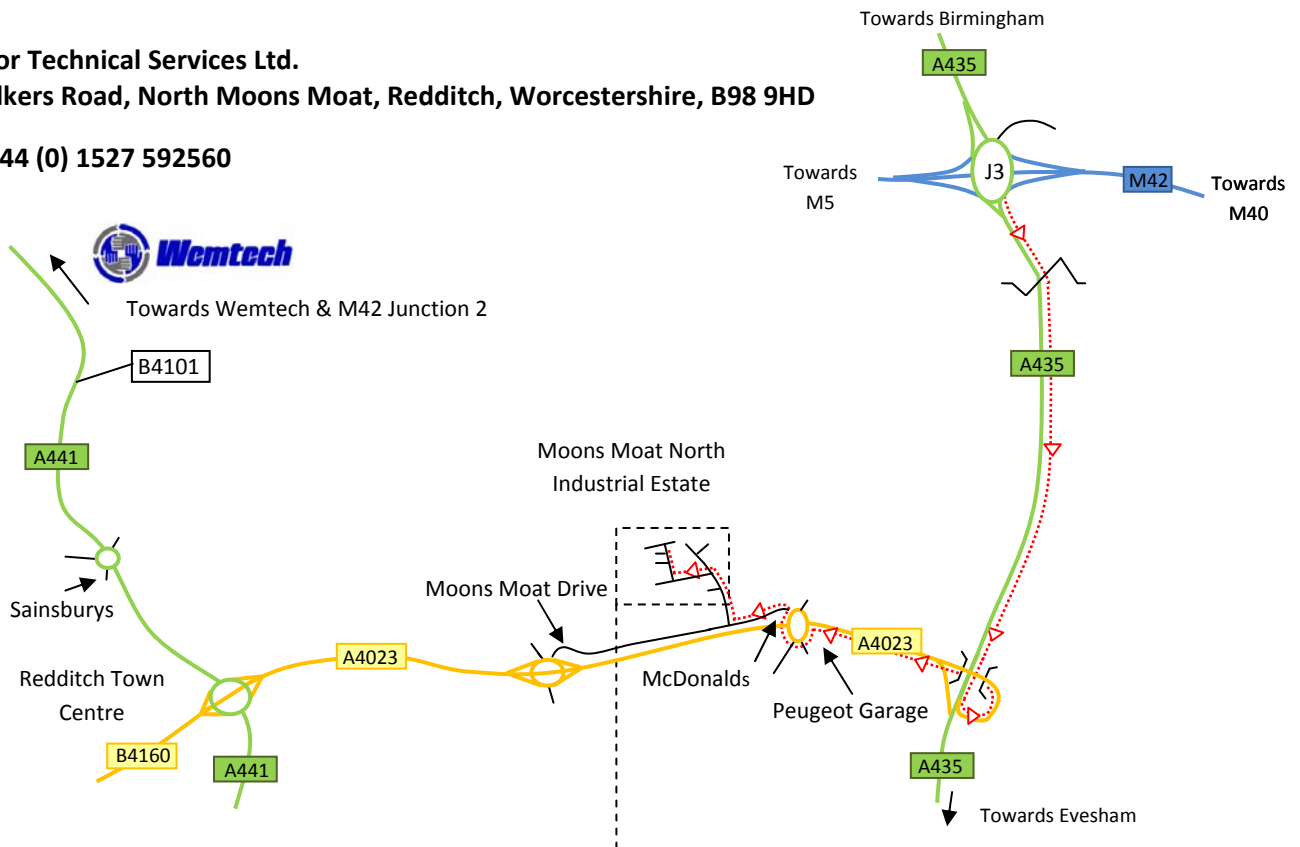 or Technical Services Ltd.
lkers Road, North Moons Moat, Redditch, Worcestershire, B98 9HD
44 (0) 1527 592560
Wemtech
Towards Wemtech & M42 Junction 2
B4101
A441
Sainsburys
Redditch Town
Centre
B4160
A441
A4023
Moons Moat Drive
Moons Moat North
Industrial Estate
McDonalds
Peugeot Garage
A4023
Towards Birmingham
A435
J3
Towards
M5
M42
Towards
M40
A435
A435
Towards Evesham